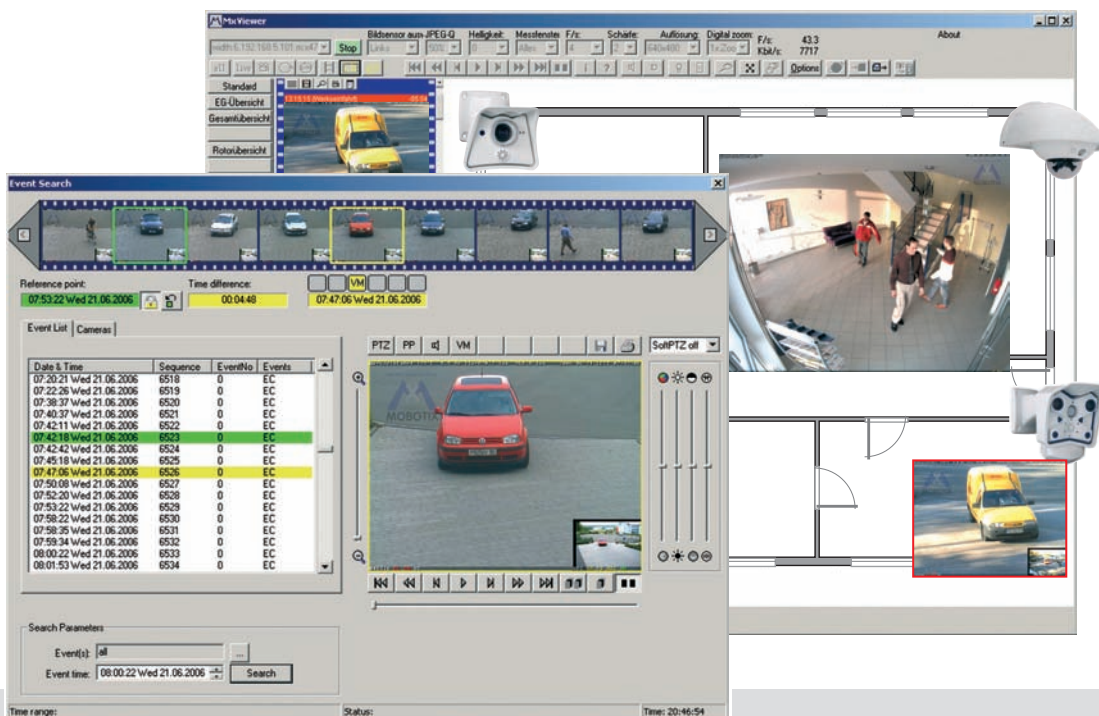 MxViewer
Bildsensor aus- JPEG-Q Helligkeit: Messfenster F/s: Schärfe: Auflösung: Digital zoom: F/s: 43.3 About
Kbit/s: 7717
Stop Links 50% 0 Alles 4 2 640x480 1x Zoo
all Live Options
Standard
EG-Übersicht
Gesamtübersicht
Rotorübersicht
Event Search
Reference point: Time difference: VM
07:53:22 Wed 21.06.2006 00:04:48 07:47:06 Wed 21.06.2006
Event List Cameras
PTZ PP VM SoftPTZ off
Date & Time Sequence EventNo Events
07:20:21 Wed 21.06.2006 6518 0 EC
07:22:26 Wed 21.06.2006 6519 0 EC
07:38:37 Wed 21.06.2006 6520 0 EC
07:40:37 Wed 21.06.2006 6521 0 EC
07:42:11 Wed 21.06.2006 6522 0 EC
07:42:18 Wed 21.06.2006 6523 0 EC
07:42:42 Wed 21.06.2006 6524 0 EC
07:45:18 Wed 21.06.2006 6525 0 EC
07:47:06 Wed 21.06.2006 6526 0 EC
07:50:08 Wed 21.06.2006 6527 0 EC
07:52:20 Wed 21.06.2006 6528 0 EC
07:53:22 Wed 21.06.2006 6529 0 EC
07:58:22 Wed 21.06.2006 6530 0 EC
07:58:35 Wed 21.06.2006 6531 0 EC
07:59:34 Wed 21.06.2006 6532 0 EC
08:00:22 Wed 21.06.2006 6533 0 EC
08:01:53 Wed 21.06.2006 6534 0 EC
MOBOTIX
Search Parameters
Event(s): all ...
Event time: 08:00:22 Wed 21.06.2006 Search
Time range: Status: Time: 20:46:54